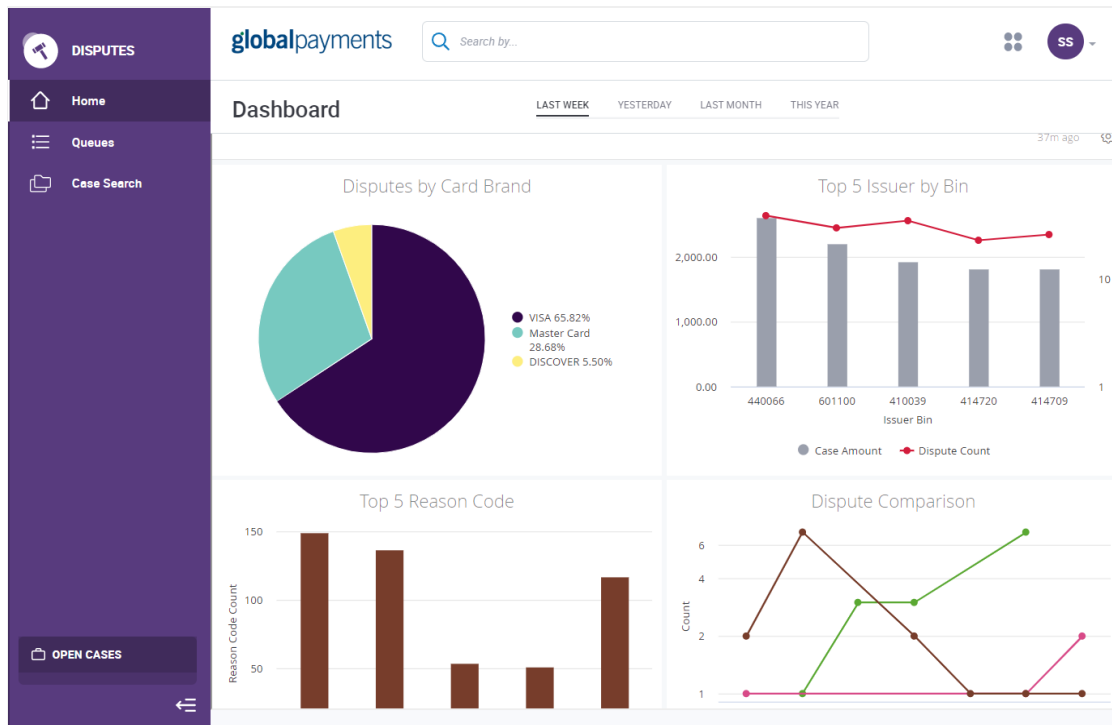 DISPUTES
Home
Queues
Case Search
OPEN CASES
globalpayments
Search by...
SS
Dashboard
LAST WEEK YESTERDAY LAST MONTH THIS YEAR
37m ago
Disputes by Card Brand
VISA 65.82%
Master Card
28.68%
DISCOVER 5.50%
Top 5 Issuer by Bin
2,000.00
1,000.00
0.00
10
1
440066 601100 410039 414720 414709
Issuer Bin
Case Amount Dispute Count
Top 5 Reason Code
Reason Code Count
150
100
50
Dispute Comparison
Count
6
4
2
1